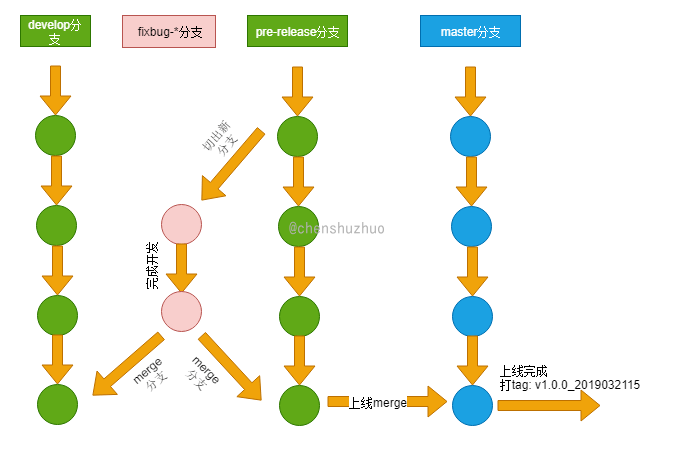 develop分
支
fixbug-*分支
pre-release分支
master分支
切出新
分支
@chenshuzhuo
完成开发
merge
分支
merge
分支
上线merge
上线完成
打tag: v1.0.0_2019032115